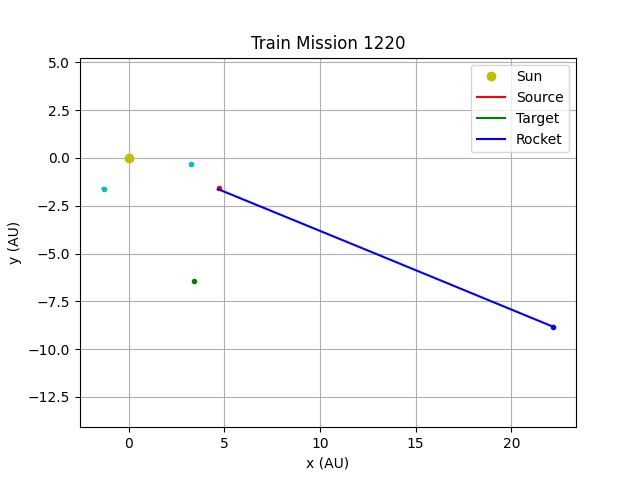 Train Mission 1220
Sun
Source
Target
Rocket
5.0
2.5
0.0
−2.5
−5.0
−7.5
−10.0
−12.5
y (AU)
0
5
10
15
20
x (AU)